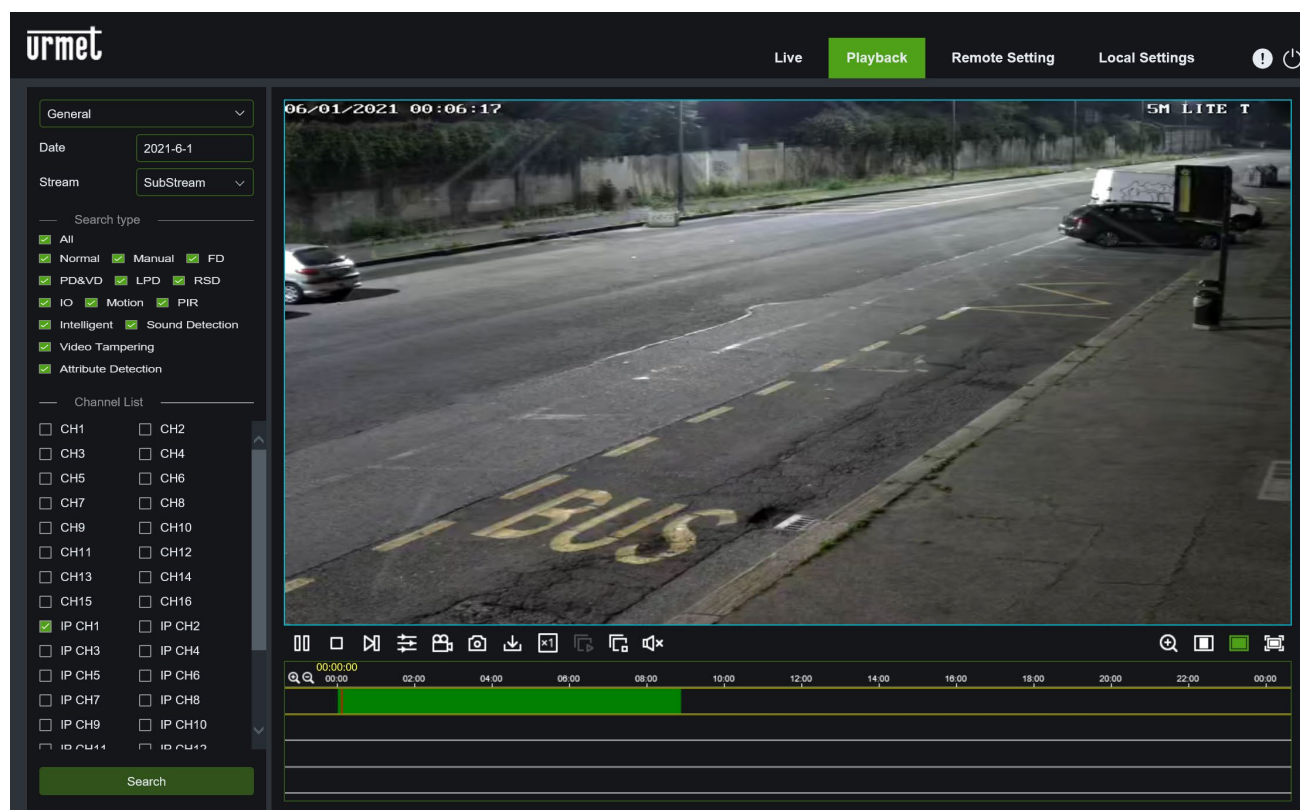 urmet
Live Playback Remote Setting Local Settings
General
Date 2021-6-1
Stream SubStream
Search type
All
Normal Manual FD
PD&VD LPD RSD
IO Motion PIR
Intelligent Sound Detection
Video Tampering
Attribute Detection
Channel List
CH1 CH2
CH3 CH4
CH5 CH6
CH7 CH8
CH9 CH10
CH11 CH12
CH13 CH14
CH15 CH16
IP CH1 IP CH2
IP CH3 IP CH4
IP CH5 IP CH6
IP CH7 IP CH8
IP CH9 IP CH10
IP CH11 IP CH12
Search
06/01/2021 00:06:17 5M LITE T
BUS
×1
00:00:00
00:00 02:00 04:00 06:00 08:00 10:00 12:00 14:00 16:00 18:00 20:00 22:00 00:00